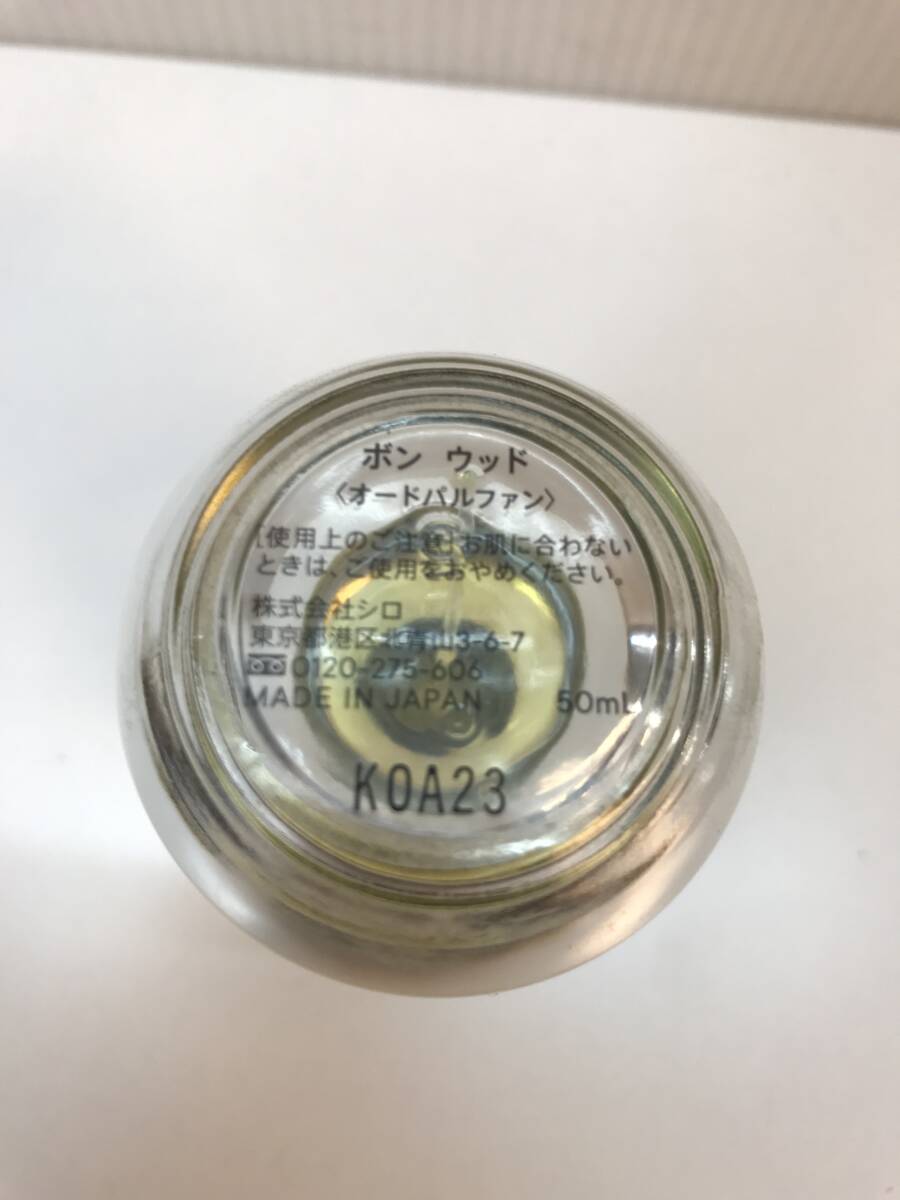 ボン ウッド
〈オードパルファン〉
[使用上のご注意] お肌に合わない
ときは、ご使用をおやめください。
株式会社シロ
東京都港区北青山3-6-7
0120-275-606
MADE IN JAPAN 50mL
K0A23